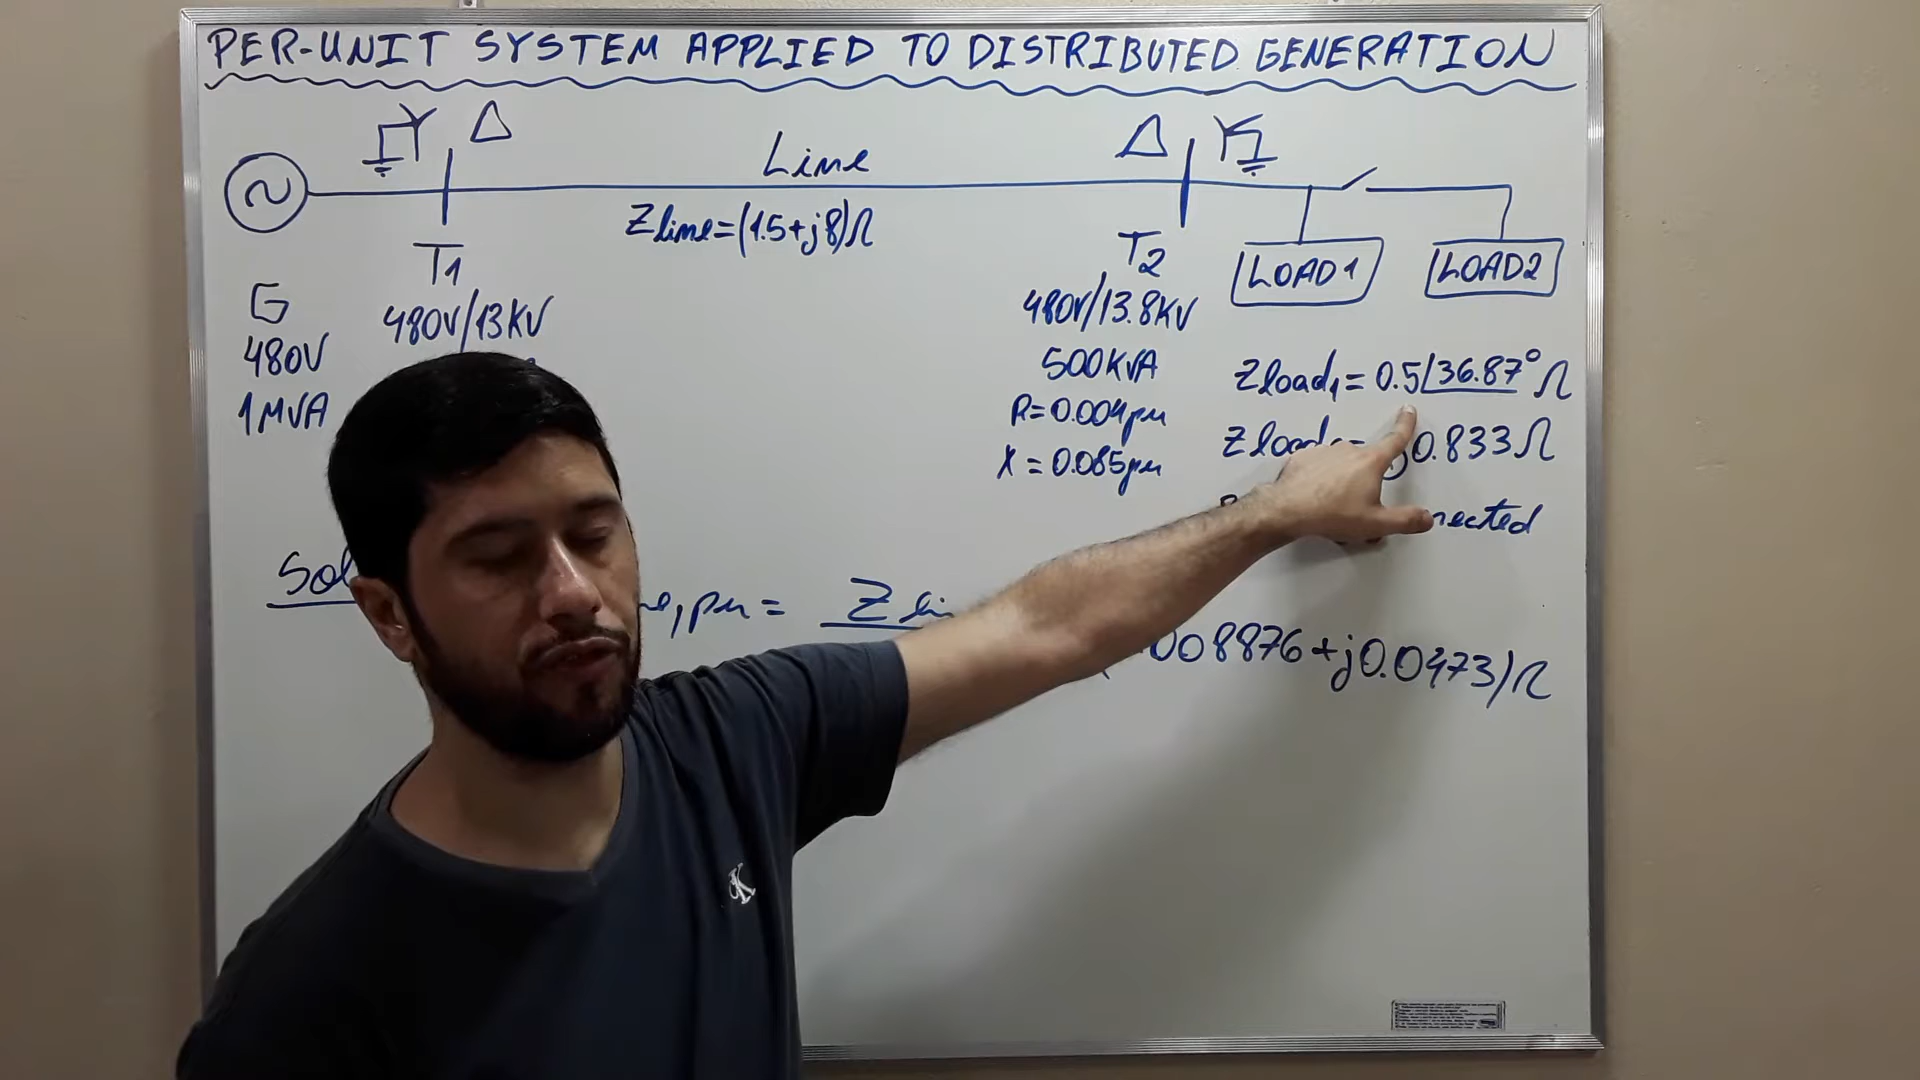 PER-UNIT SYSTEM APPLIED TO DISTRIBUTED GENERATION
Line
Zline=(1.5+j8)Ω
T1
T2
LOAD1
LOAD2
G
480V/13KV
480V/13.8KV
480V
500KVA
Zload1=0.5∠36.87°Ω
1MVA
R=0.004pu
0.833Ω
X=0.085pu
,pu=
008876+j0.0473)Ω
CK